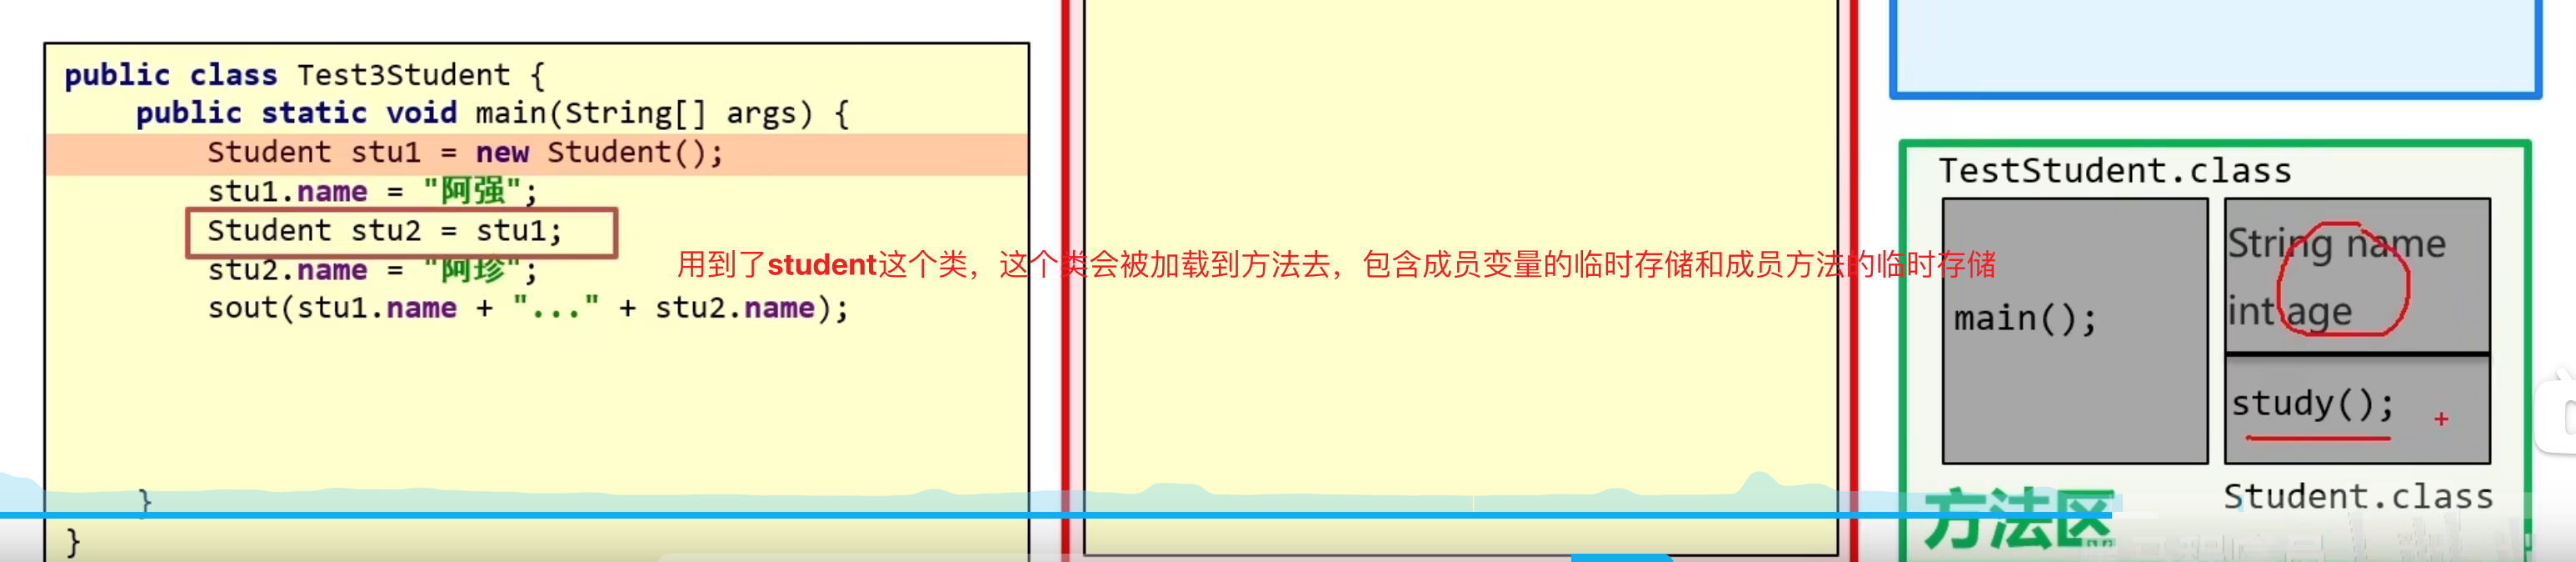 public class Test3Student {
public static void main(String[] args) {
Student stu1 = new Student();
stu1.name = "阿强";
Student stu2 = stu1;
stu2.name = "阿珍";
sout(stu1.name + "..." + stu2.name);
}
}
用到了student这个类，这个类会被加载到方法去，包含成员变量的临时存储和成员方法的临时存储
TestStudent.class
main();
String name
int age
study();
Student.class
方法区